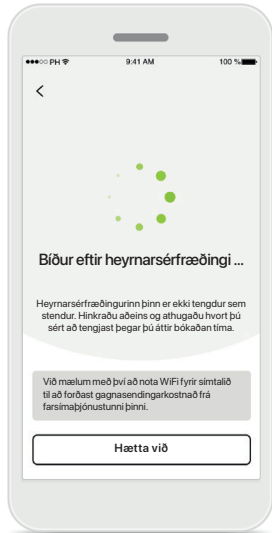 PH 9:41 AM 100 %
Bíður eftir heyrnarsérfræðingi ...
Heyrnarsérfræðingurinn þinn er ekki tengdur sem
stendur. Hinkraðu aðeins og athugaðu hvort þú
sért að tengjast þegar þú áttir bókaðan tíma.
Við mælum með því að nota WiFi fyrir símtalið
til að forðast gagnasendingarkostnað frá
farsímaþjónustunni þinni.
Hætta við